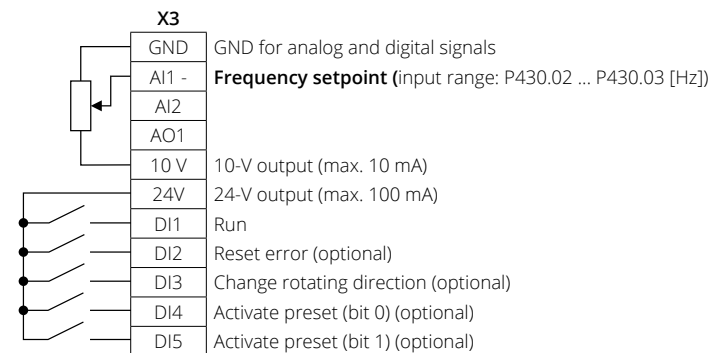 X3
GND GND for analog and digital signals
AI1 - Frequency setpoint (input range: P430.02 ... P430.03 [Hz])
AI2
AO1
10 V 10-V output (max. 10 mA)
24V 24-V output (max. 100 mA)
DI1 Run
DI2 Reset error (optional)
DI3 Change rotating direction (optional)
DI4 Activate preset (bit 0) (optional)
DI5 Activate preset (bit 1) (optional)